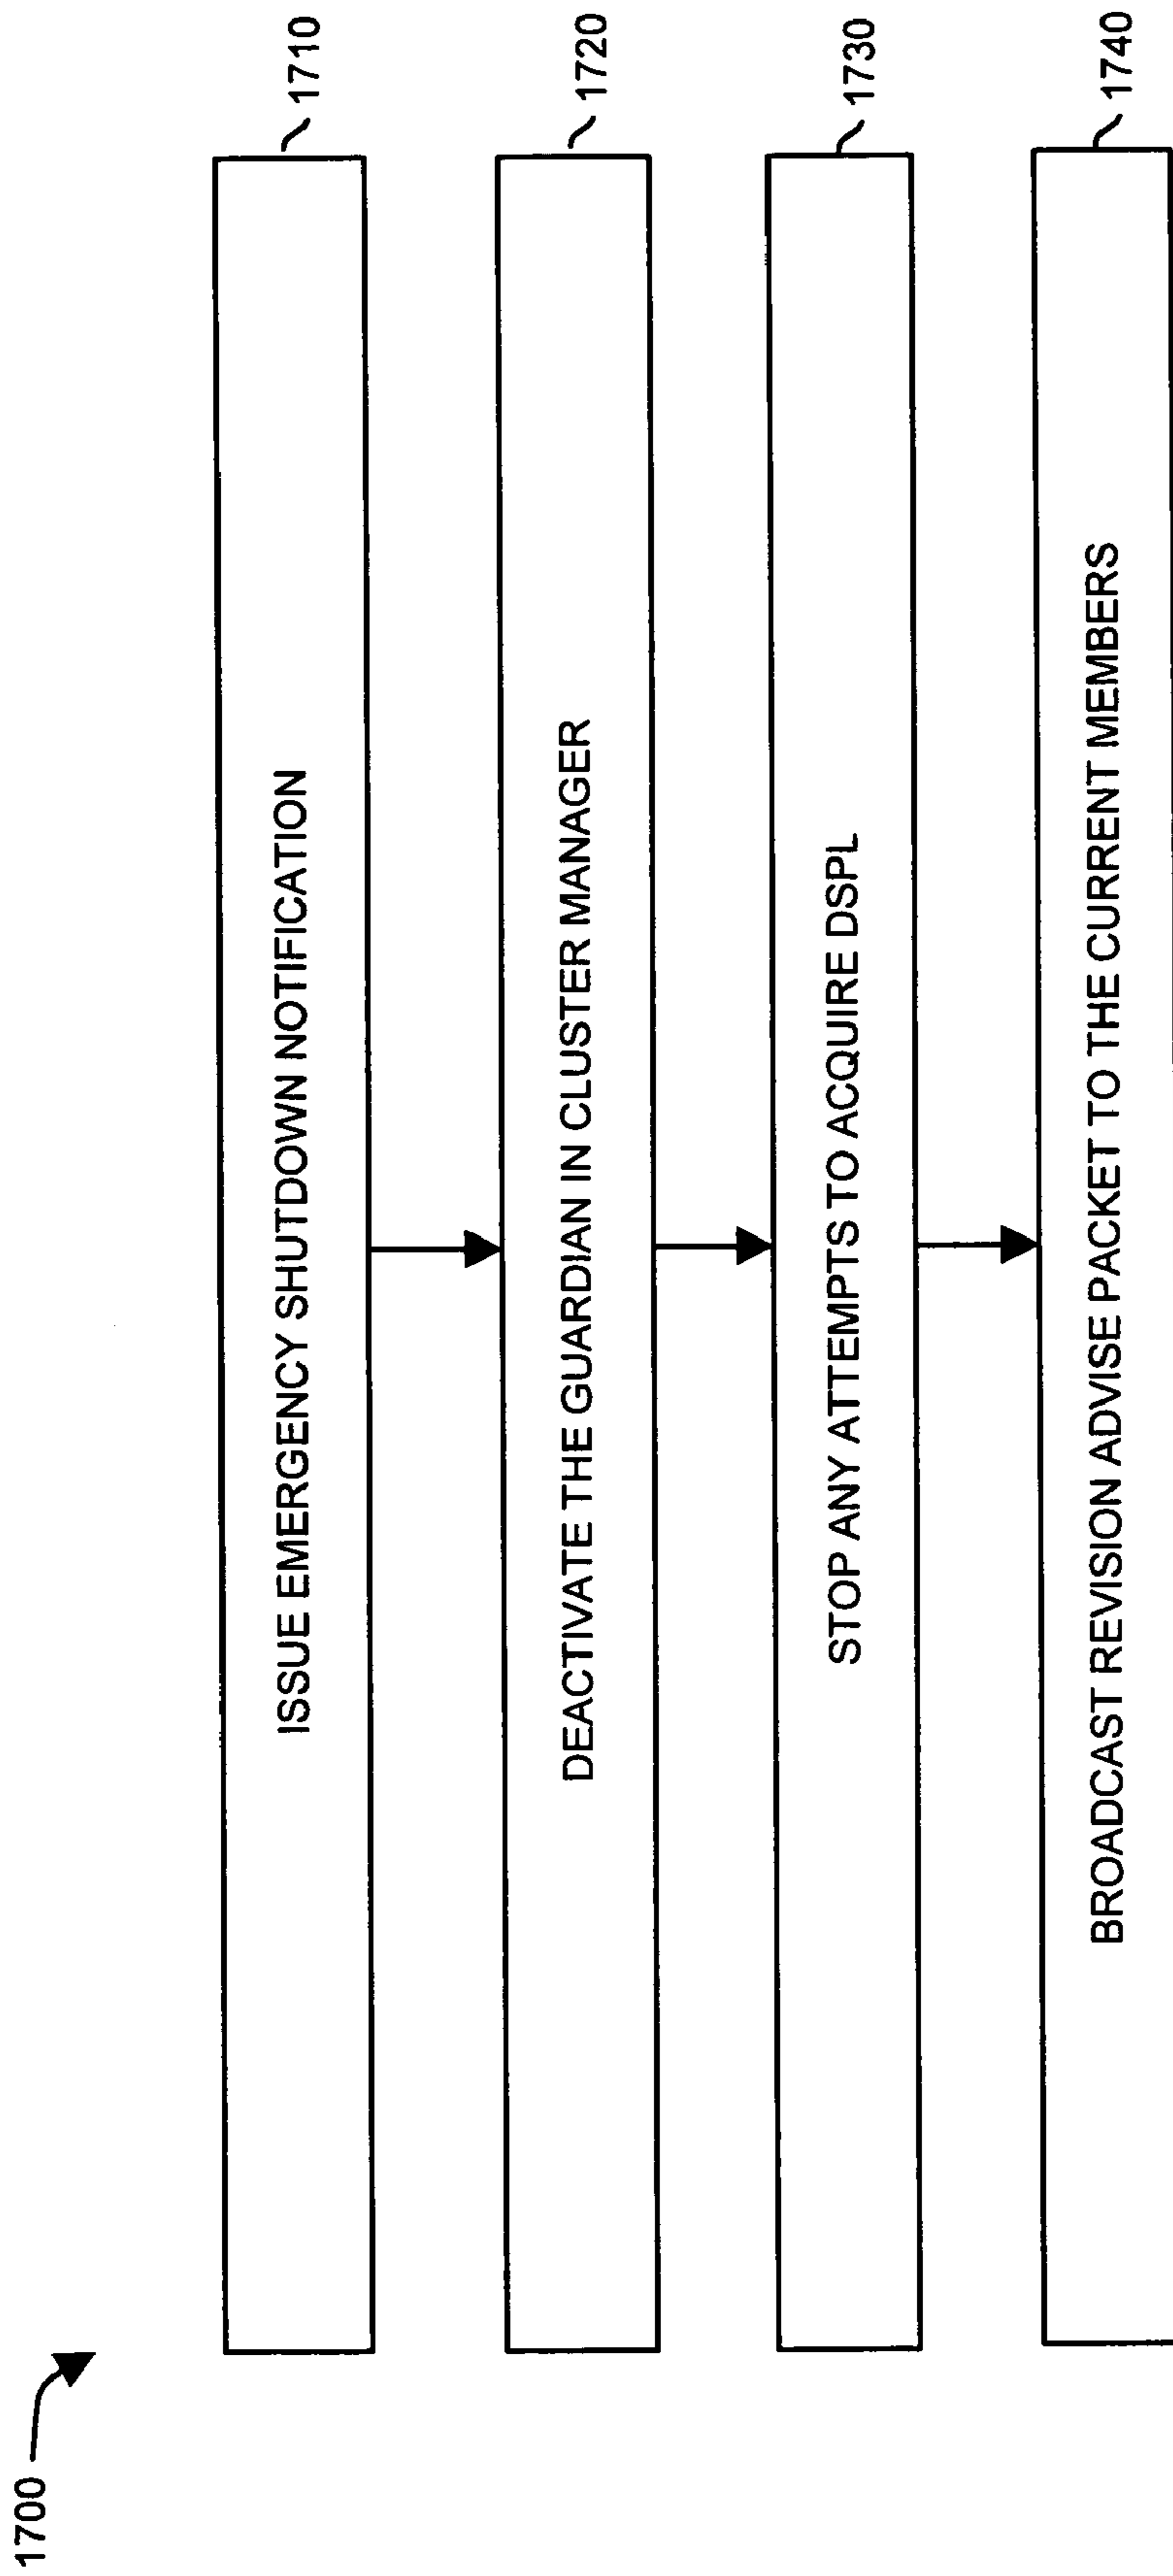 1700
ISSUE EMERGENCY SHUTDOWN NOTIFICATION
1710
DEACTIVATE THE GUARDIAN IN CLUSTER MANAGER
1720
STOP ANY ATTEMPTS TO ACQUIRE DSPL
1730
BROADCAST REVISION ADVISE PACKET TO THE CURRENT MEMBERS
1740